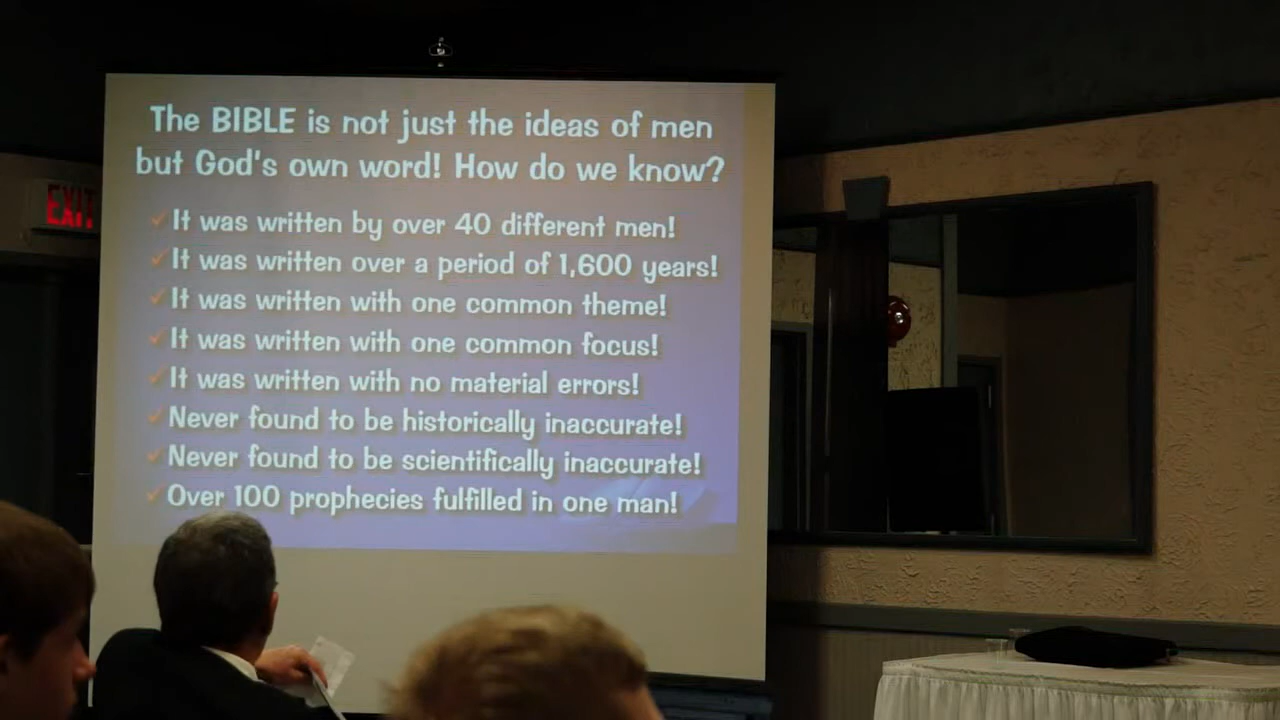 The BIBLE is not just the ideas of men
but God's own word! How do we know?
EXIT
It was written by over 40 different men!
It was written over a period of 1,600 years!
It was written with one common theme!
It was written with one common focus!
It was written with no material errors!
Never found to be historically inaccurate!
Never found to be scientifically inaccurate!
Over 100 prophecies fulfilled in one man!